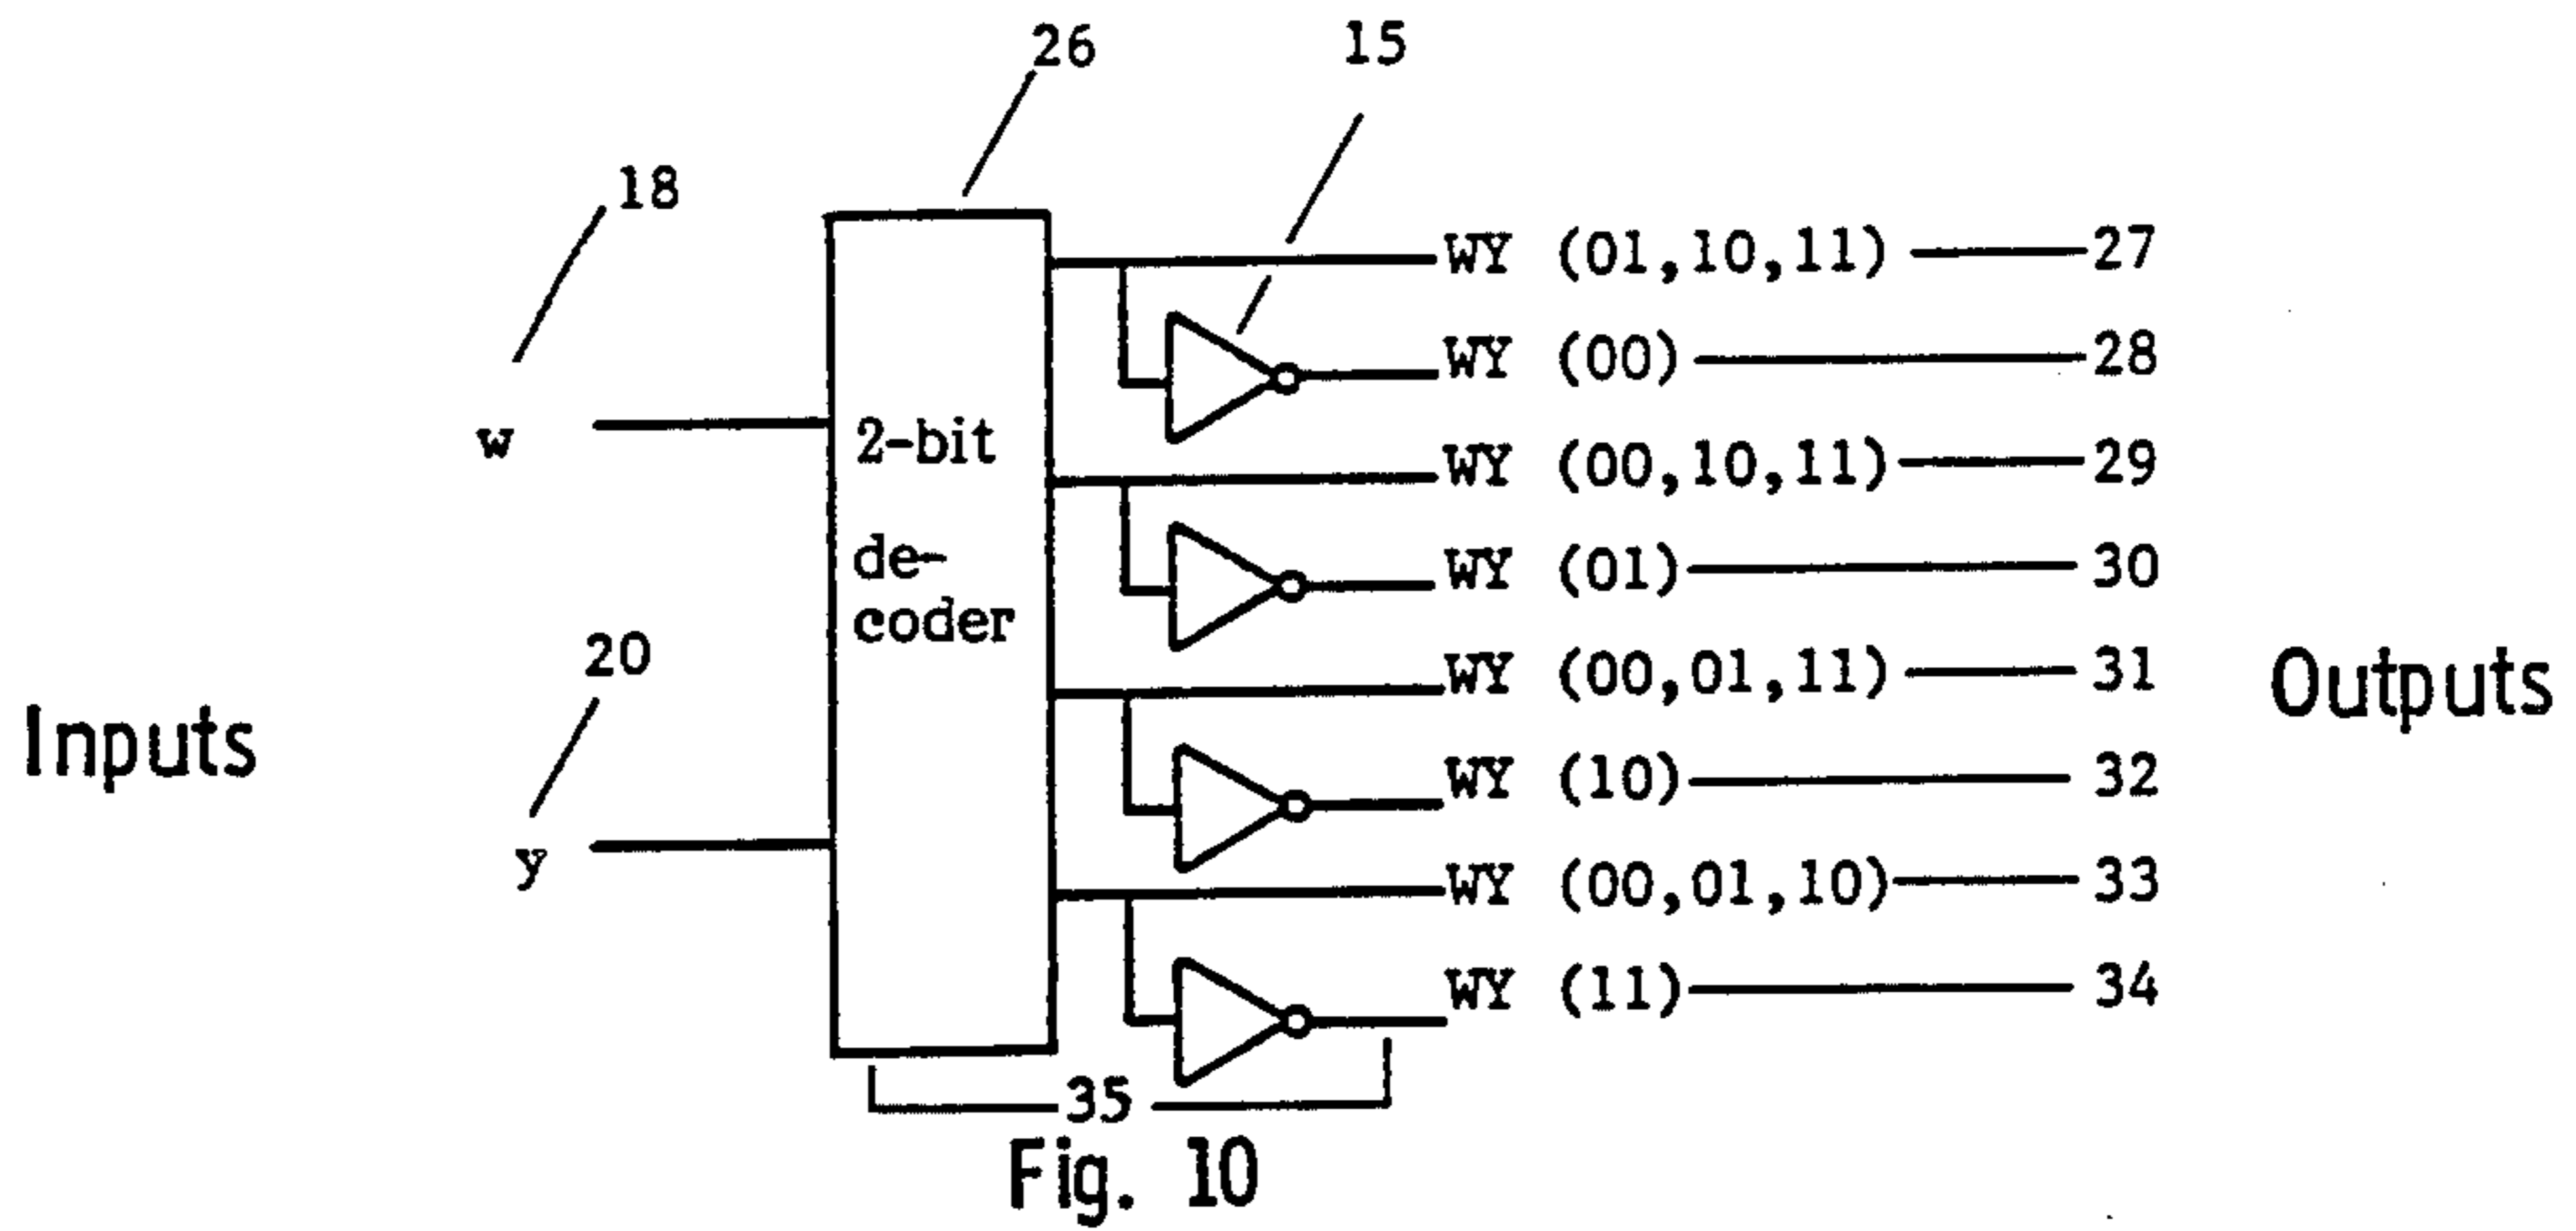 26
15
18
WY (01,10,11) 27
WY (00) 28
w
2-bit
WY (00,10,11) 29
de-
WY (01) 30
coder
20
WY (00,01,11) 31
Inputs
Outputs
WY (10) 32
y
WY (00,01,10) 33
WY (11) 34
35
Fig. 10